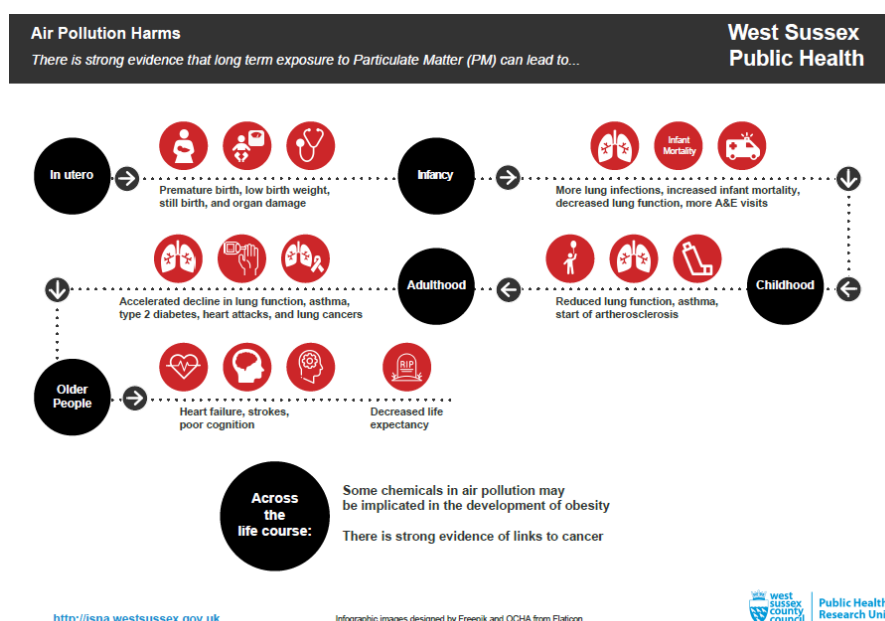 Air Pollution Harms
There is strong evidence that long term exposure to Particulate Matter (PM) can lead to...
West Sussex
Public Health
In utero
Premature birth, low birth weight,
still birth, and organ damage
Infancy
Infant
Mortality
More lung infections, increased infant mortality,
decreased lung function, more A&E visits
Childhood
Reduced lung function, asthma,
start of artherosclerosis
Adulthood
Accelerated decline in lung function, asthma,
type 2 diabetes, heart attacks, and lung cancers
Older
People
Heart failure, strokes,
poor cognition
RIP
Decreased life
expectancy
Across
the
life course:
Some chemicals in air pollution may
be implicated in the development of obesity
There is strong evidence of links to cancer
http://jsna.westsussex.gov.uk
Infographic images designed by Freepik and OCHA from Flaticon
west
sussex
county
council
Public Health
Research Uni